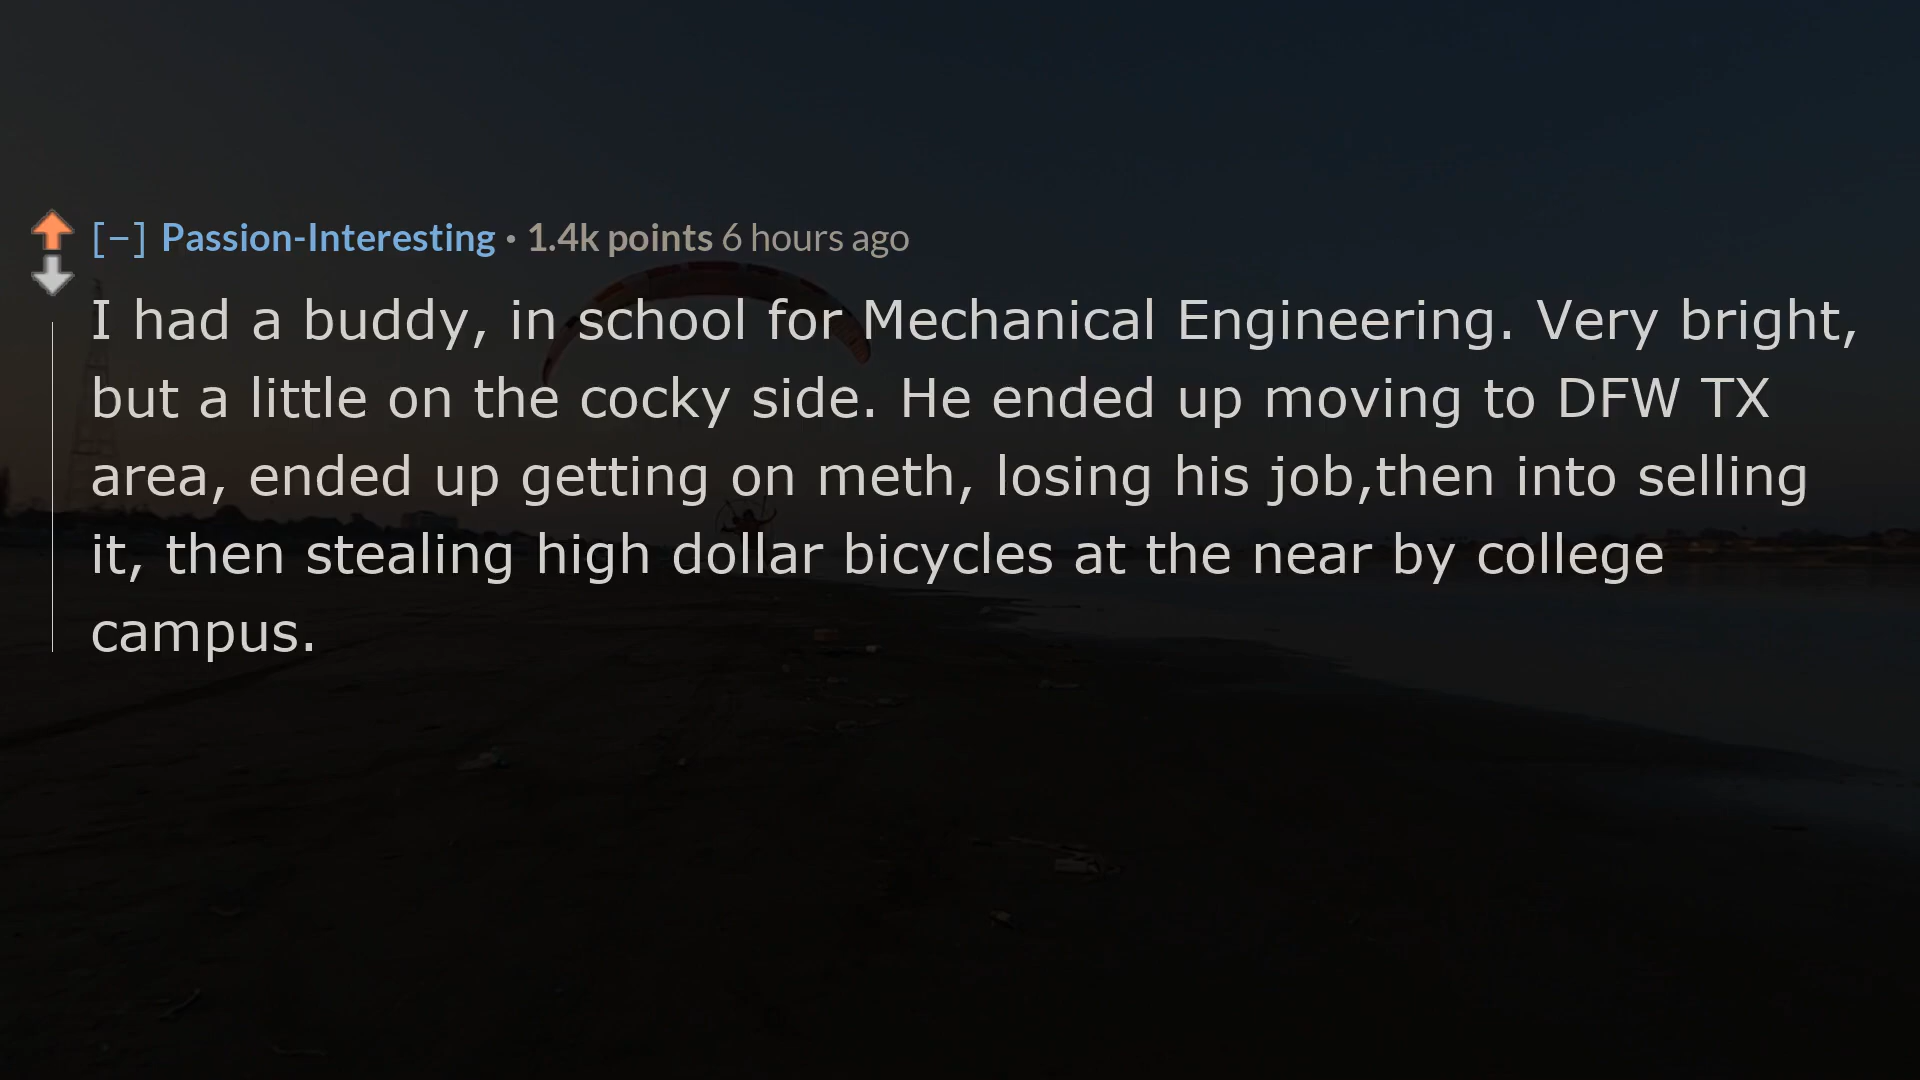 [–] Passion-Interesting · 1.4k points 6 hours ago
I had a buddy, in school for Mechanical Engineering. Very bright,
but a little on the cocky side. He ended up moving to DFW TX
area, ended up getting on meth, losing his job,then into selling
it, then stealing high dollar bicycles at the near by college
campus.